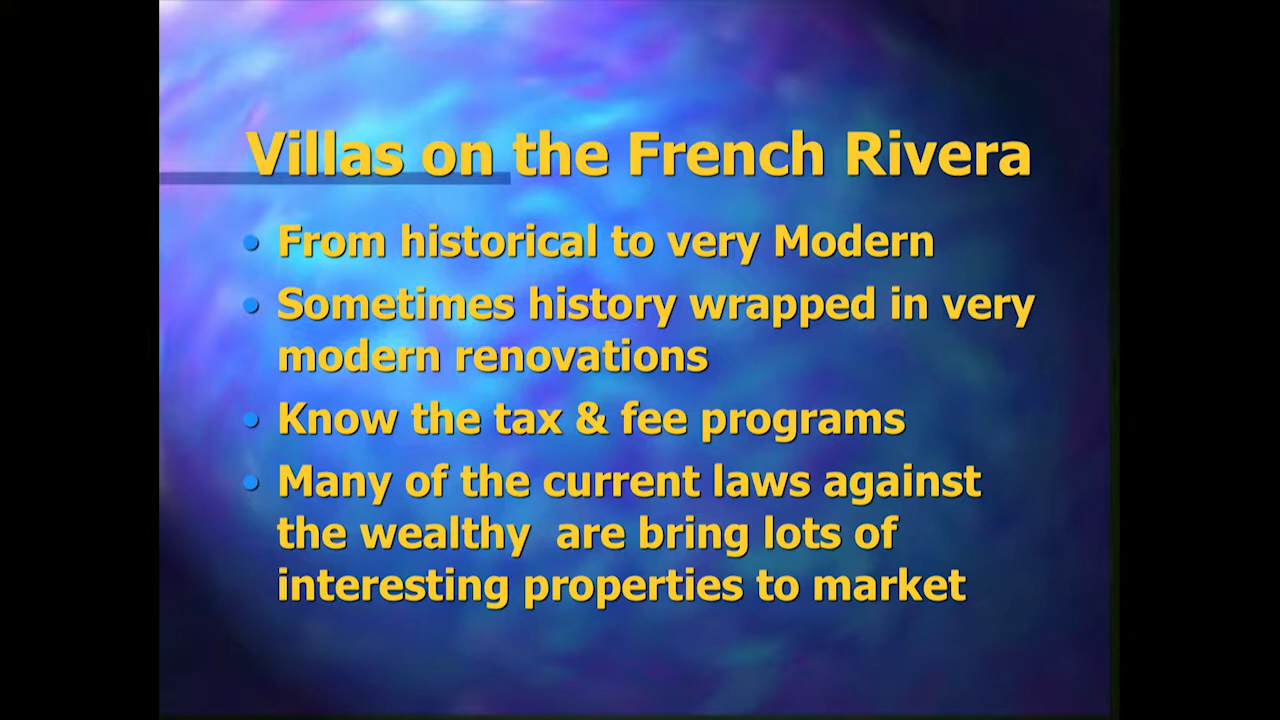 Villas on the French Rivera
• From historical to very Modern
• Sometimes history wrapped in very
modern renovations
• Know the tax & fee programs
• Many of the current laws against
the wealthy  are bring lots of
interesting properties to market